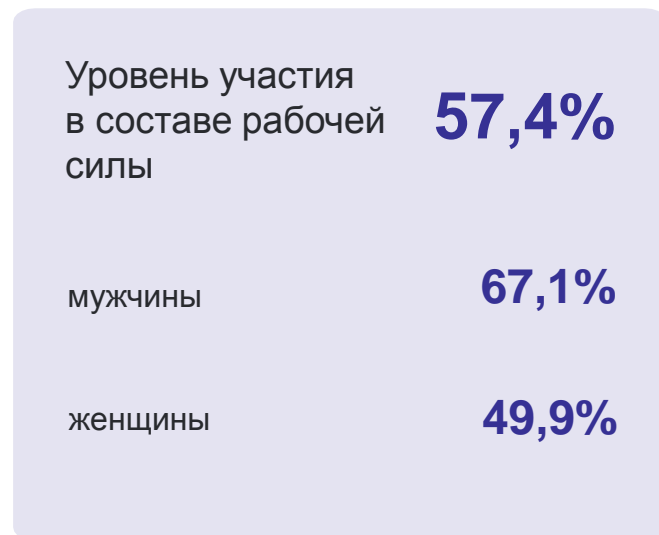 Уровень участия
в составе рабочей
силы
57,4%
мужчины
67,1%
женщины
49,9%